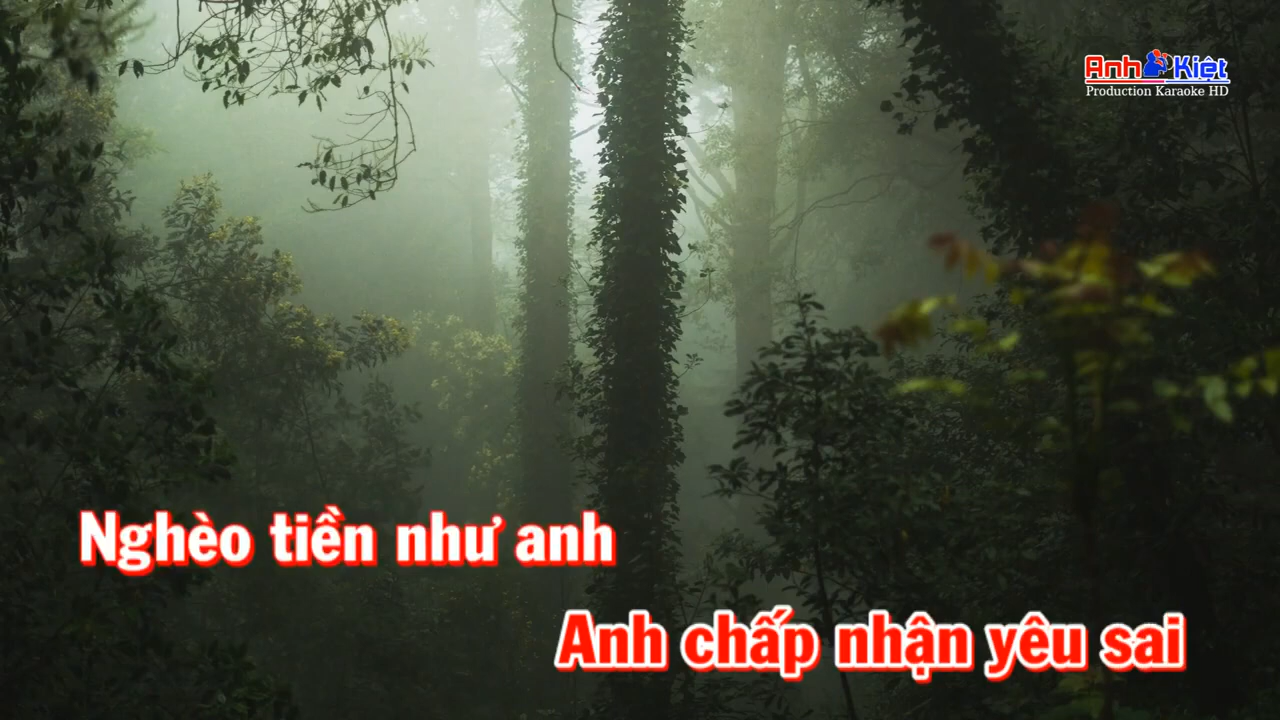 Anh Kiệt
Production Karaoke HD
Nghèo tiền như anh
Anh chấp nhận yêu sai